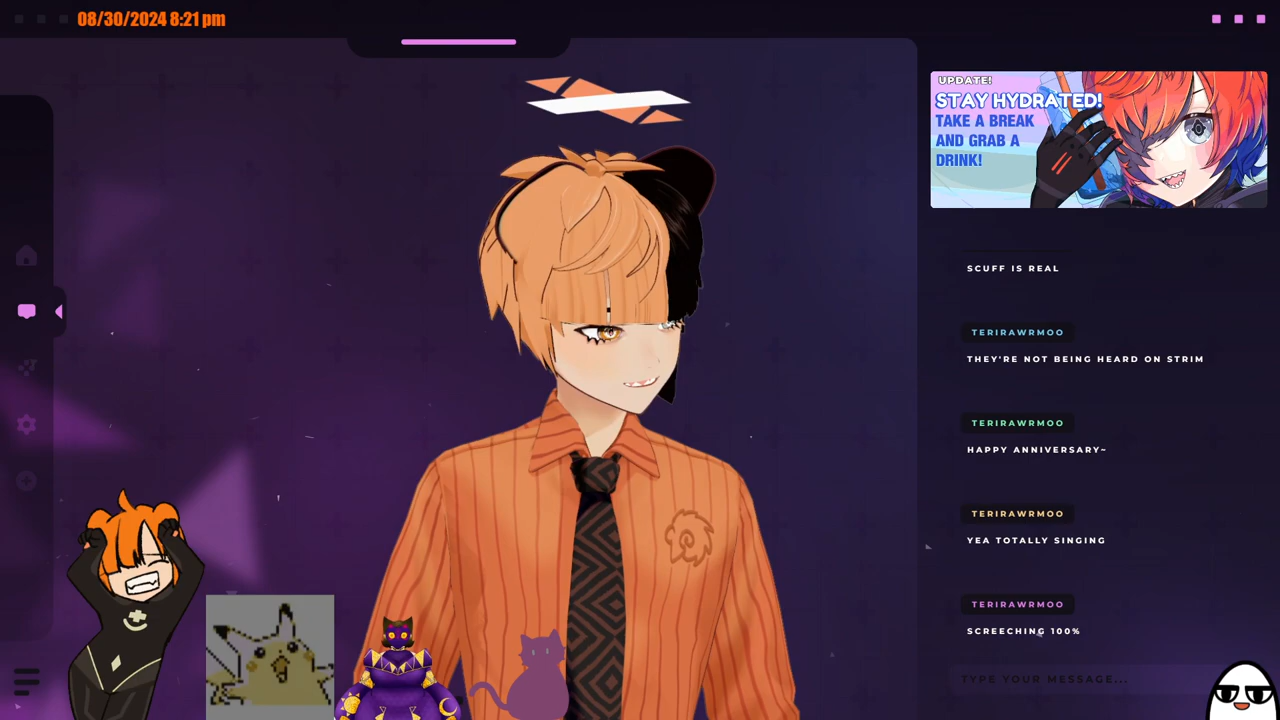 08/30/2024 8:21 pm
UPDATE!
STAY HYDRATED!
TAKE A BREAK
AND GRAB A
DRINK!
SCUFF IS REAL
TERIRAWRMOO
THEY'RE NOT BEING HEARD ON STRIM
TERIRAWRMOO
HAPPY ANNIVERSARY~
TERIRAWRMOO
YEA TOTALLY SINGING
TERIRAWRMOO
SCREECHING 100%
TYPE YOUR MESSAGE...